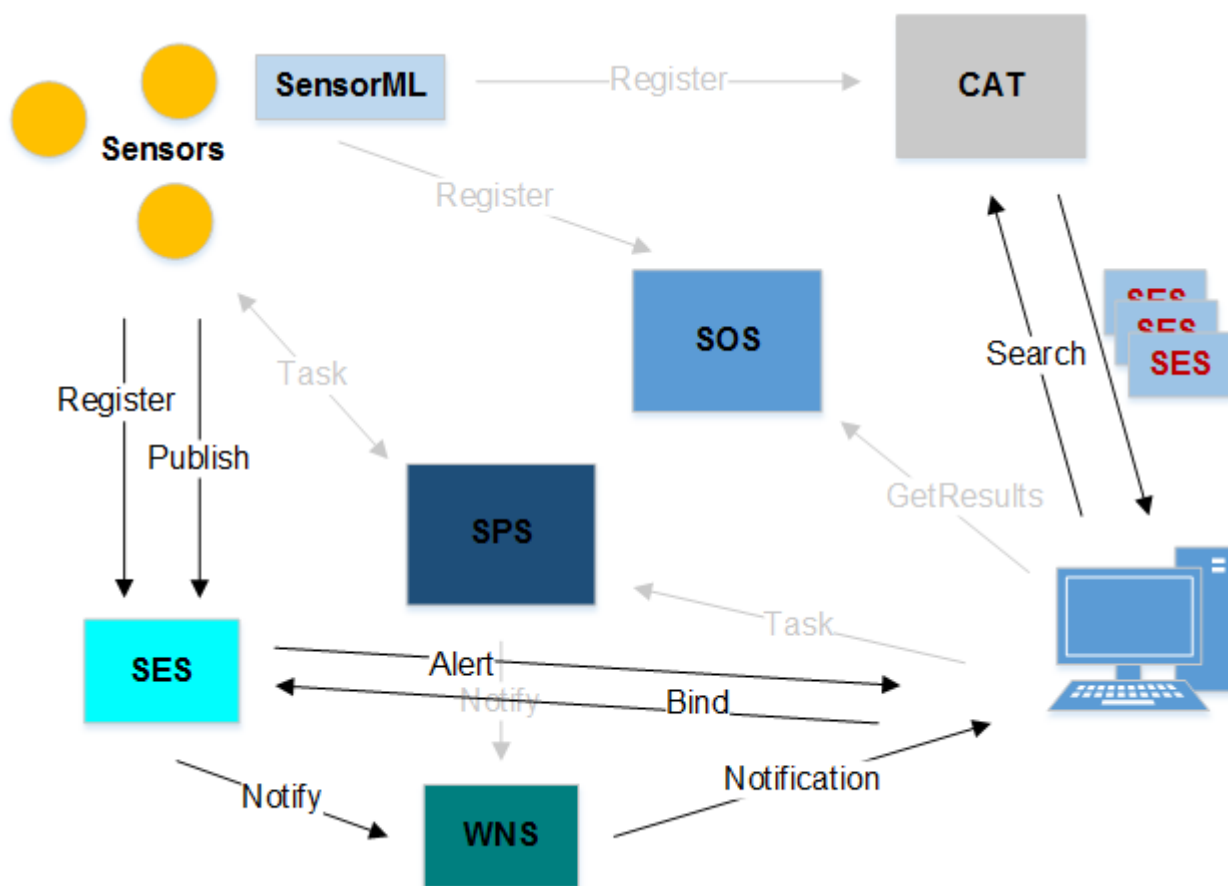 SensorML
Register
CAT
Sensors
Register
SES
SES
SES
SOS
Search
Task
Register
Publish
GetResults
SPS
Task
SES
Alert
Bind
Notify
Notify
Notification
WNS